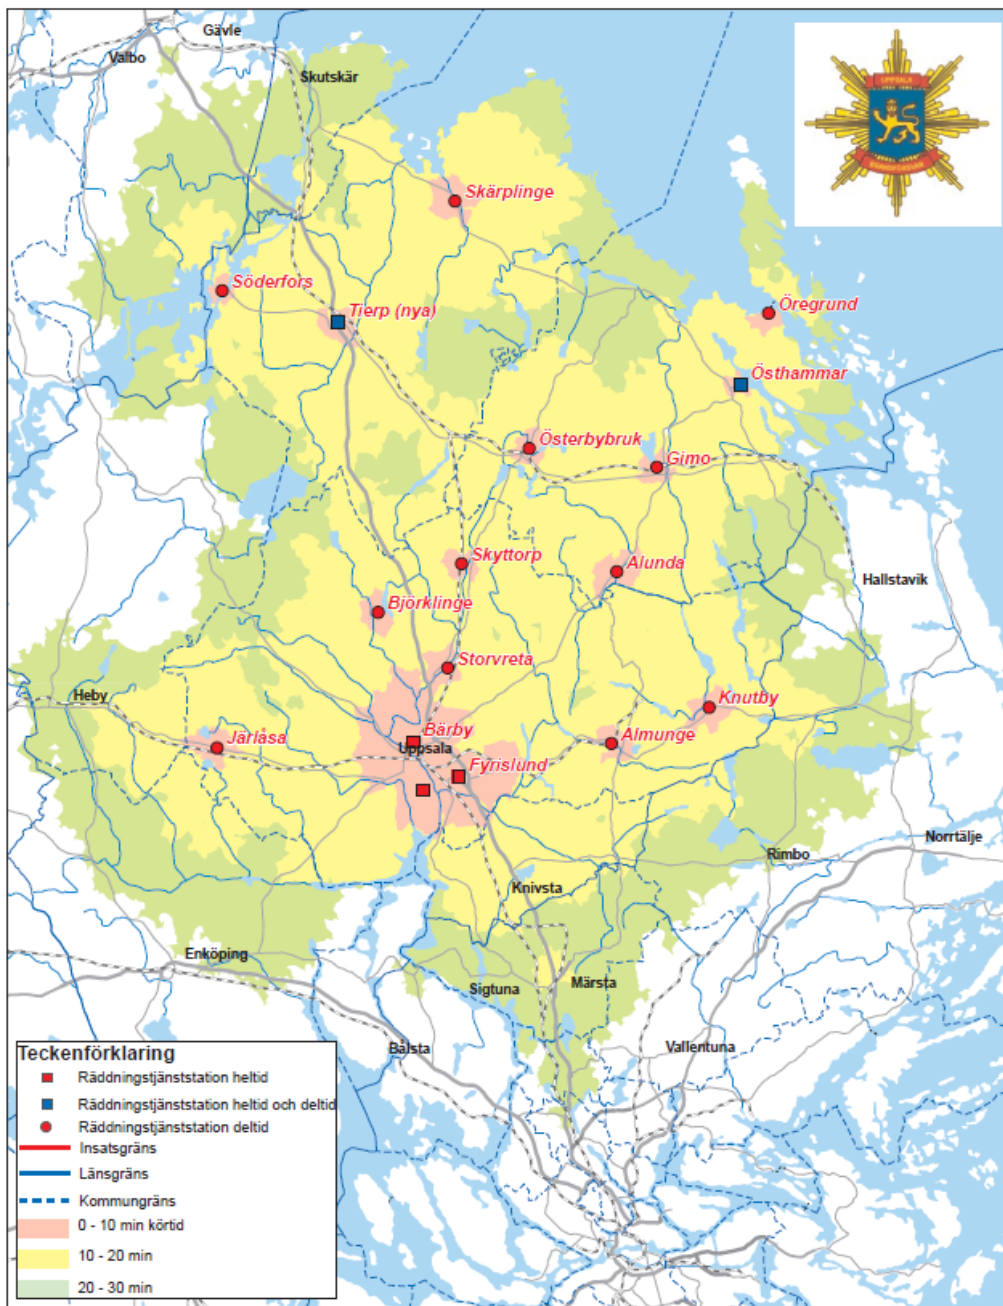 Gävle
Valbo
Skutskär
UPPSALA
BRANDFÖRSVAR
Skärplinge
Söderfors
Tierp (nya)
Öregrund
Östhammar
Österbybruk
Gimo
Skyttorp
Alunda
Hallstavik
Björklinge
Storvreta
Heby
Knutby
Järlåsa
Bärby
Almunge
Uppsala
Fyrislund
Norrtälje
Rimbo
Knivsta
Enköping
Sigtuna
Märsta
Bålsta
Vallentuna
Teckenförklaring
Räddningstjänststation heltid
Räddningstjänststation heltid och deltid
Räddningstjänststation deltid
Insatsgräns
Länsgräns
Kommungräns
0 - 10 min körtid
10 - 20 min
20 - 30 min